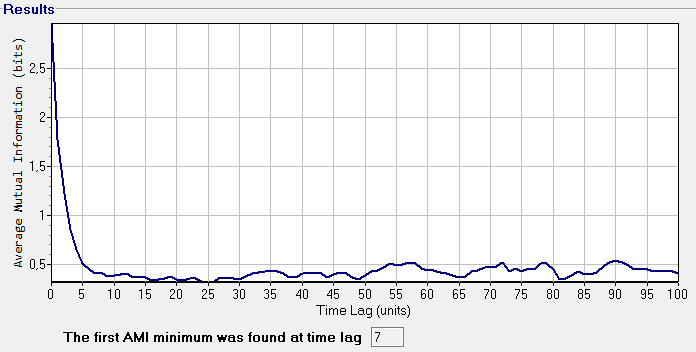 Results
Average Mutual Information (bits)
2,5
2
1,5
1
0,5
0 5 10 15 20 25 30 35 40 45 50 55 60 65 70 75 80 85 90 95 100
Time Lag (units)
The first AMI minimum was found at time lag 7